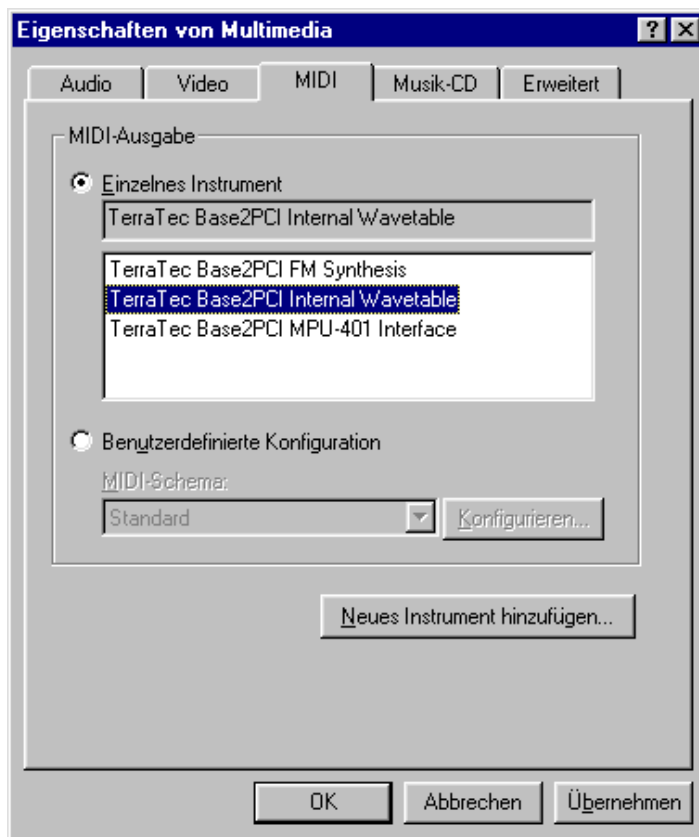 Eigenschaften von Multimedia
Audio Video MIDI Musik-CD Erweitert
MIDI-Ausgabe
Einzelnes Instrument
TerraTec Base2PCI Internal Wavetable
TerraTec Base2PCI FM Synthesis
TerraTec Base2PCI Internal Wavetable
TerraTec Base2PCI MPU-401 Interface
Benutzerdefinierte Konfiguration
MIDI-Schema:
Standard Konfigurieren...
Neues Instrument hinzufügen...
OK Abbrechen Übernehmen